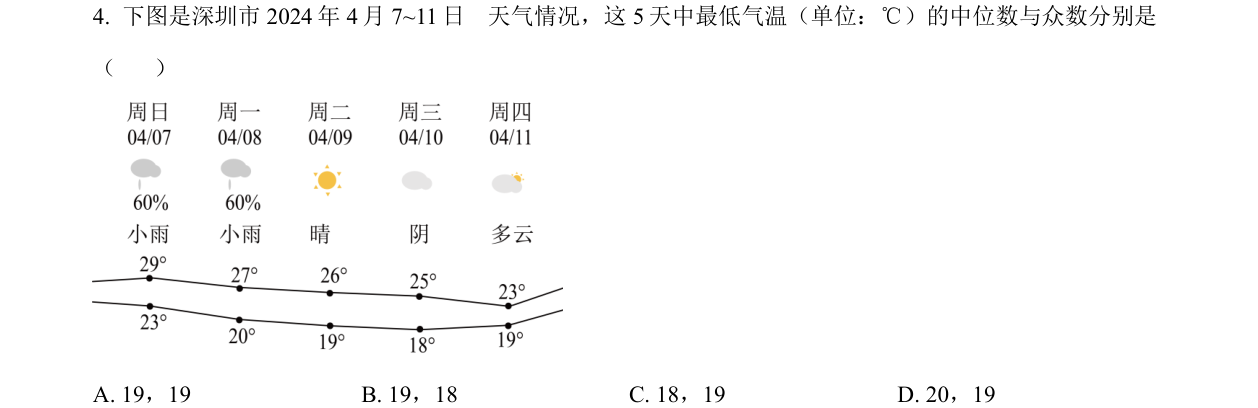 4. 下图是深圳市 2024 年 4 月 7~11 日 天气情况，这 5 天中最低气温（单位：℃）的中位数与众数分别是
（ ）
周日 周一 周二 周三 周四
04/07 04/08 04/09 04/10 04/11
60% 60%
小雨 小雨 晴 阴 多云
29° 27° 26° 25° 23°
23° 20° 19° 18° 19°
A. 19，19 B. 19，18 C. 18，19 D. 20，19